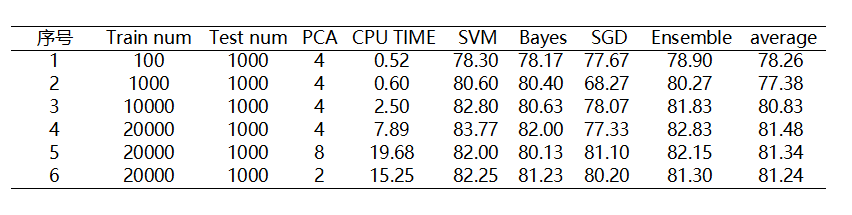 序号 Train num Test num PCA CPU TIME SVM Bayes SGD Ensemble average
1 100 1000 4 0.52 78.30 78.17 77.67 78.90 78.26
2 1000 1000 4 0.60 80.60 80.40 68.27 80.27 77.38
3 10000 1000 4 2.50 82.80 80.63 78.07 81.83 80.83
4 20000 1000 4 7.89 83.77 82.00 77.33 82.83 81.48
5 20000 1000 8 19.68 82.00 80.13 81.10 82.15 81.34
6 20000 1000 2 15.25 82.25 81.23 80.20 81.30 81.24